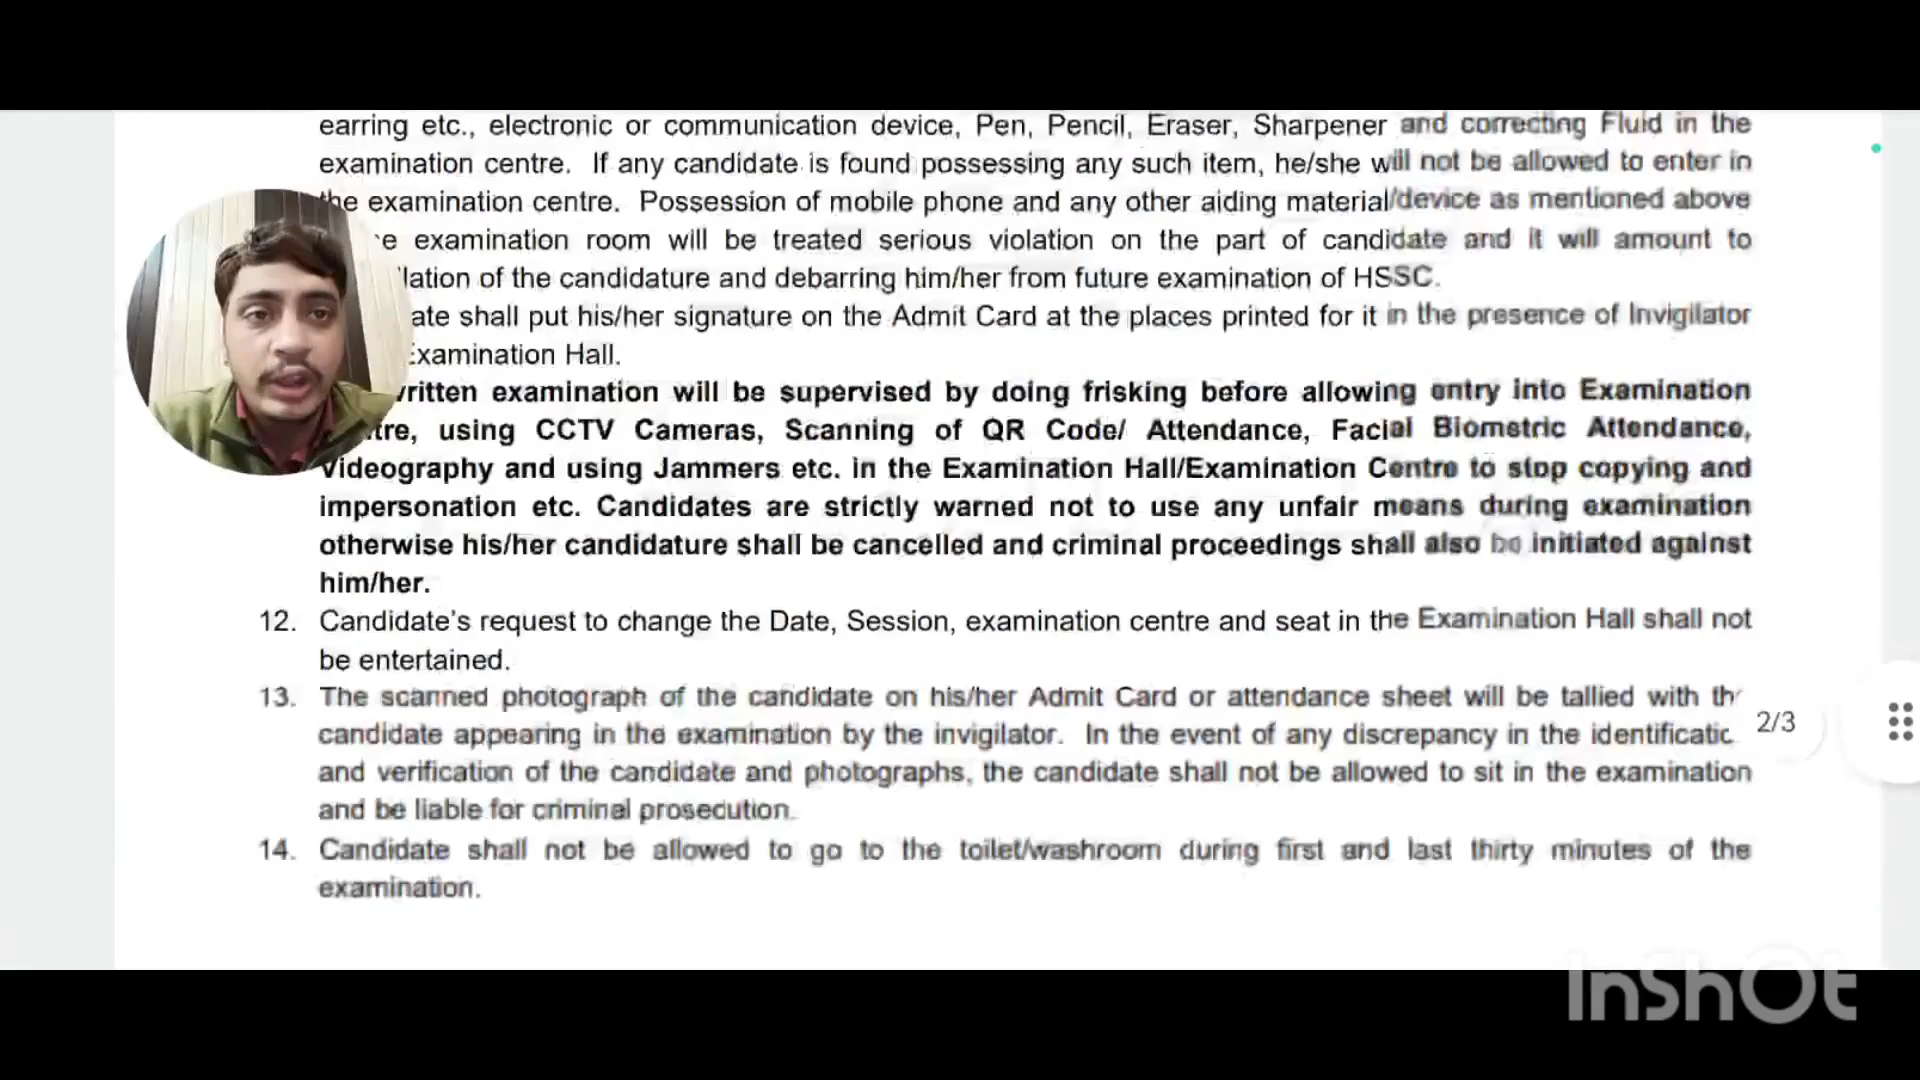 earring etc., electronic or communication device, Pen, Pencil, Eraser, Sharpener and correcting Fluid in the
examination centre. If any candidate is found possessing any such item, he/she will not be allowed to enter in
the examination centre. Possession of mobile phone and any other aiding material/device as mentioned above
examination room will be treated serious violation on the part of candidate and it will amount to
of the candidature and debarring him/her from future examination of HSSC.
shall put his/her signature on the Admit Card at the places printed for it in the presence of Invigilator
Examination Hall.
written examination will be supervised by doing frisking before allowing entry into Examination
using CCTV Cameras, Scanning of QR Code/ Attendance, Facial Biometric Attendance,
Videography and using Jammers etc. in the Examination Hall/Examination Centre to stop copying and
impersonation etc. Candidates are strictly warned not to use any unfair means during examination
otherwise his/her candidature shall be cancelled and criminal proceedings shall also be initiated against
him/her.
12. Candidate's request to change the Date, Session, examination centre and seat in the Examination Hall shall not
be entertained.
13. The scanned photograph of the candidate on his/her Admit Card or attendance sheet will be tallied with
candidate appearing in the examination by the invigilator. In the event of any discrepancy in the
and verification of the candidate and photographs, the candidate shall not be allowed to sit in the examination
and be liable for criminal prosecution.
2/3
14. Candidate shall not be allowed to go to the toilet/washroom during first and last thirty minutes of the
examination.
InShOt